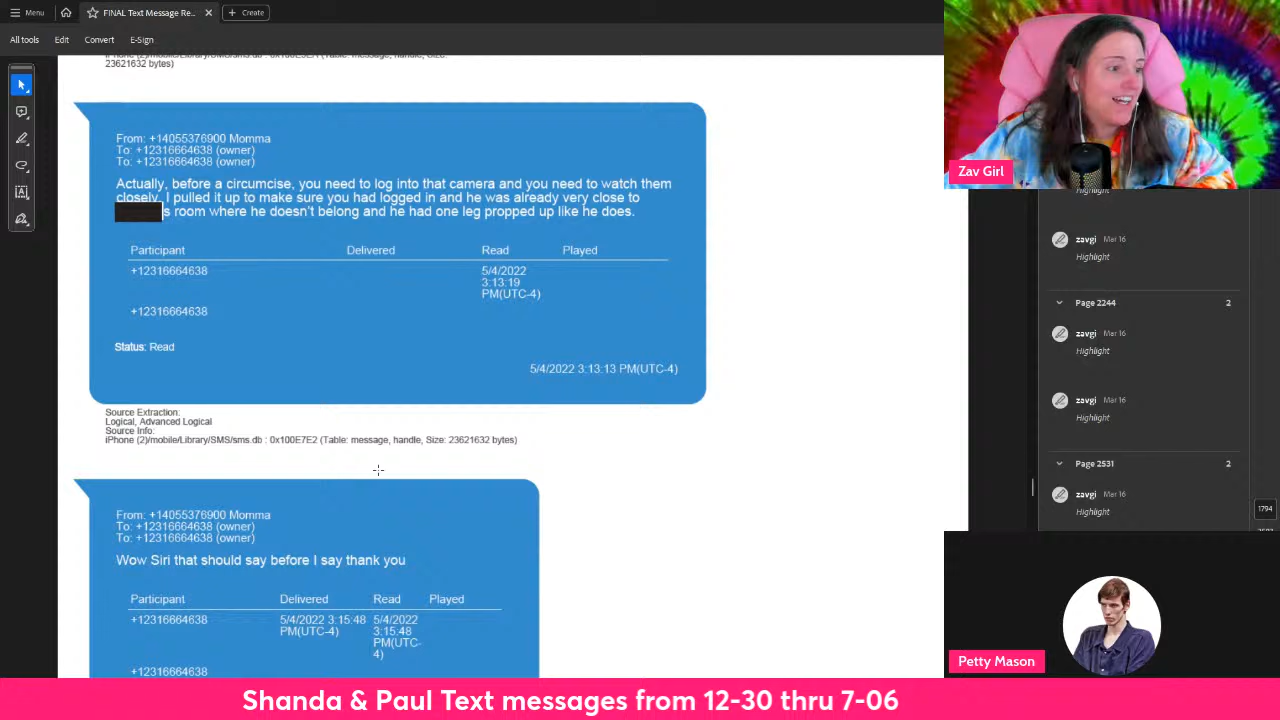 Menu
FINAL Text Message Re..
Create
All tools
Edit
Convert
E-Sign
23621632 bytes)
From: +14055376900 Momma
To: +12316664638 (owner)
To: +12316664638 (owner)
Actually, before a circumcise, you need to log into that camera and you need to watch them
closely. I pulled it up to make sure you had logged in and he was already very close to
s room where he doesn't belong and he had one leg propped up like he does.
Participant Delivered Read Played
+12316664638 5/4/2022
3:13:19
PM(UTC-4)
+12316664638
Status: Read
5/4/2022 3:13:13 PM(UTC-4)
Source Extraction:
Logical, Advanced Logical
Source Info:
iPhone (2)/mobile/Library/SMS/sms.db : 0x100E7E2 (Table: message, handle, Size: 23621632 bytes)
From: +14055376900 Momma
To: +12316664638 (owner)
To: +12316664638 (owner)
Wow Siri that should say before I say thank you
Participant Delivered Read Played
+12316664638 5/4/2022 3:15:48 5/4/2022
PM(UTC-4) 3:15:48
PM(UTC-
4)
+12316664638
Zav Girl
zavgi Mar 16
Highlight
Page 2244 2
zavgi Mar 16
Highlight
zavgi Mar 16
Highlight
Page 2531 2
zavgi Mar 16
Highlight
1794
Petty Mason
Shanda & Paul Text messages from 12-30 thru 7-06